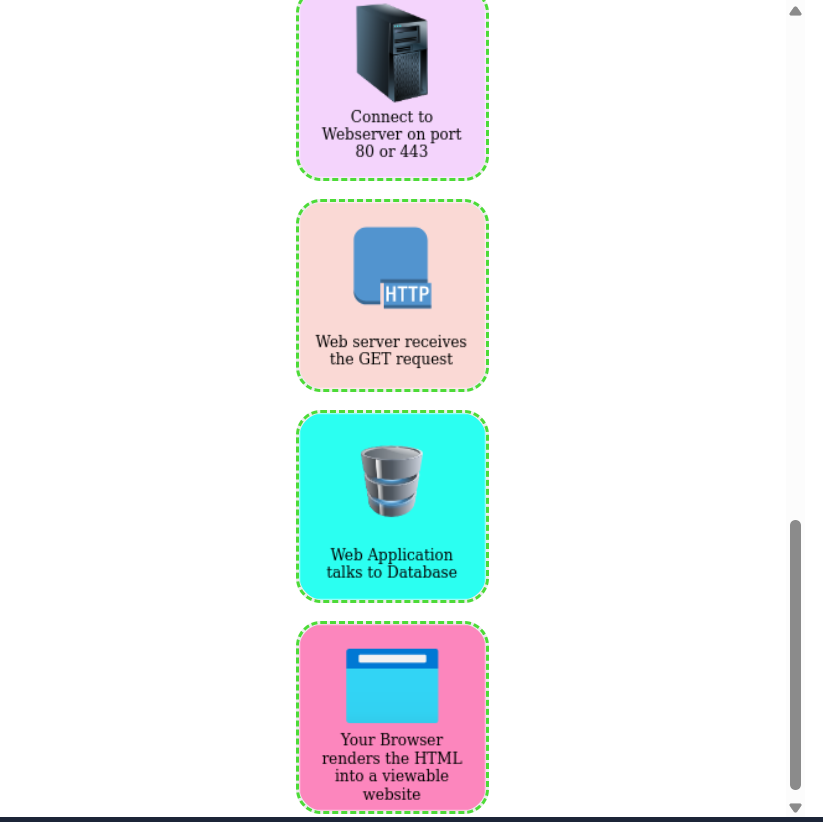 Connect to
Webserver on port
80 or 443
HTTP
Web server receives
the GET request
Web Application
talks to Database
Your Browser
renders the HTML
into a viewable
website